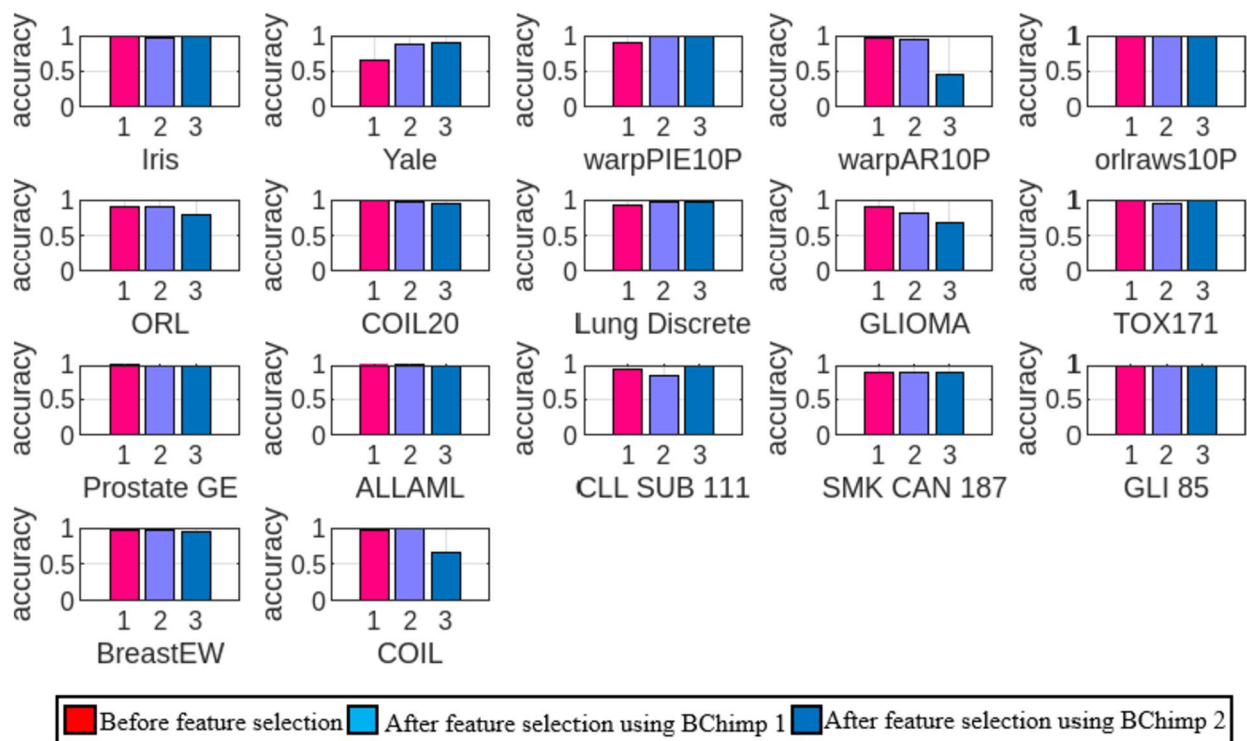 accuracy 1 0.5 0 1 2 3 Iris
accuracy 1 0.5 0 1 2 3 Yale
accuracy 1 0.5 0 1 2 3 warpPIE10P
accuracy 1 0.5 0 1 2 3 warpAR10P
accuracy 1 0.5 0 1 2 3 orlraws10P
accuracy 1 0.5 0 1 2 3 ORL
accuracy 1 0.5 0 1 2 3 COIL20
accuracy 1 0.5 0 1 2 3 Lung Discrete
accuracy 1 0.5 0 1 2 3 GLIOMA
accuracy 1 0.5 0 1 2 3 TOX171
accuracy 1 0.5 0 1 2 3 Prostate GE
accuracy 1 0.5 0 1 2 3 ALLAML
accuracy 1 0.5 0 1 2 3 CLL SUB 111
accuracy 1 0.5 0 1 2 3 SMK CAN 187
accuracy 1 0.5 0 1 2 3 GLI 85
accuracy 1 0.5 0 1 2 3 BreastEW
accuracy 1 0.5 0 1 2 3 COIL
Before feature selection After feature selection using BChimp 1 After feature selection using BChimp 2